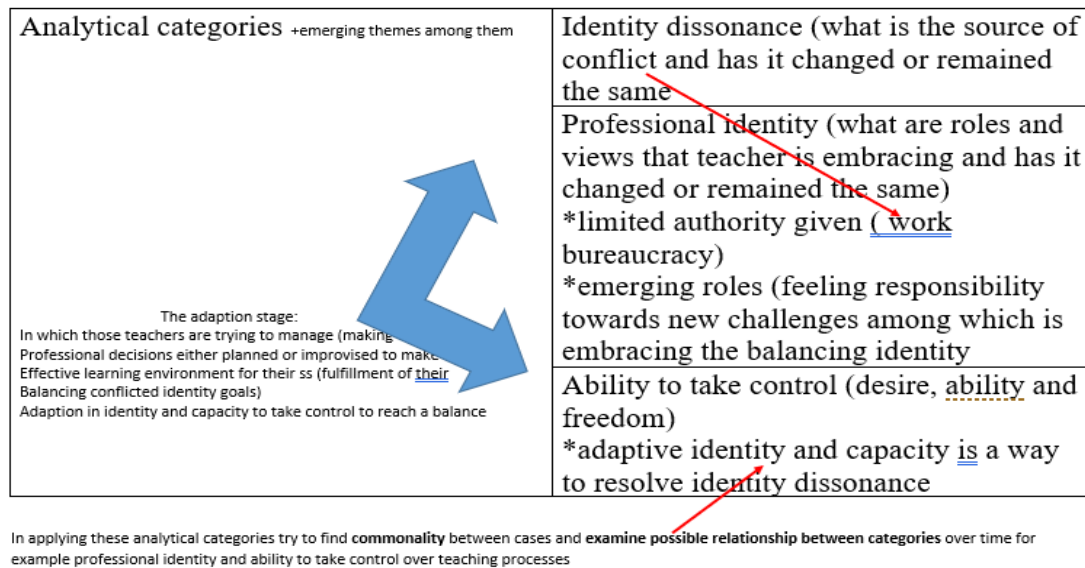 Analytical categories +emerging themes among them
The adaption stage:
In which those teachers are trying to manage (making
Professional decisions either planned or improvised to make
Effective learning environment for their ss (fulfillment of their
Balancing conflicted identity goals)
Adaption in identity and capacity to take control to reach a balance
Identity dissonance (what is the source of
conflict and has it changed or remained
the same
Professional identity (what are roles and
views that teacher is embracing and has it
changed or remained the same)
*limited authority given ( work
bureaucracy)
*emerging roles (feeling responsibility
towards new challenges among which is
embracing the balancing identity
Ability to take control (desire, ability and
freedom)
*adaptive identity and capacity is a way
to resolve identity dissonance
In applying these analytical categories try to find commonality between cases and examine possible relationship between categories over time for
example professional identity and ability to take control over teaching processes